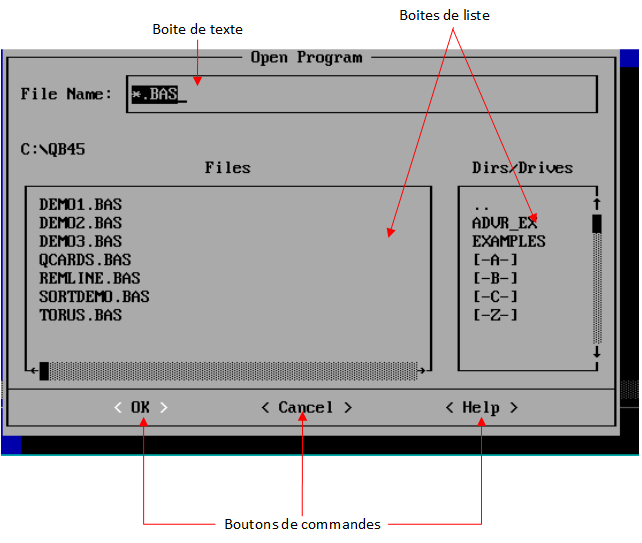 Boites de liste
Boite de texte
Open Program
File Name: *.BAS_
C:\QB45
Files Dirs/Drives
DEMO1.BAS ..
DEMO2.BAS ADVR_EX
DEMO3.BAS EXAMPLES
QCARDS.BAS [-A-]
REMLINE.BAS [-B-]
SORTDEMO.BAS [-C-]
TORUS.BAS [-Z-]
< OK > < Cancel > < Help >
Boutons de commandes